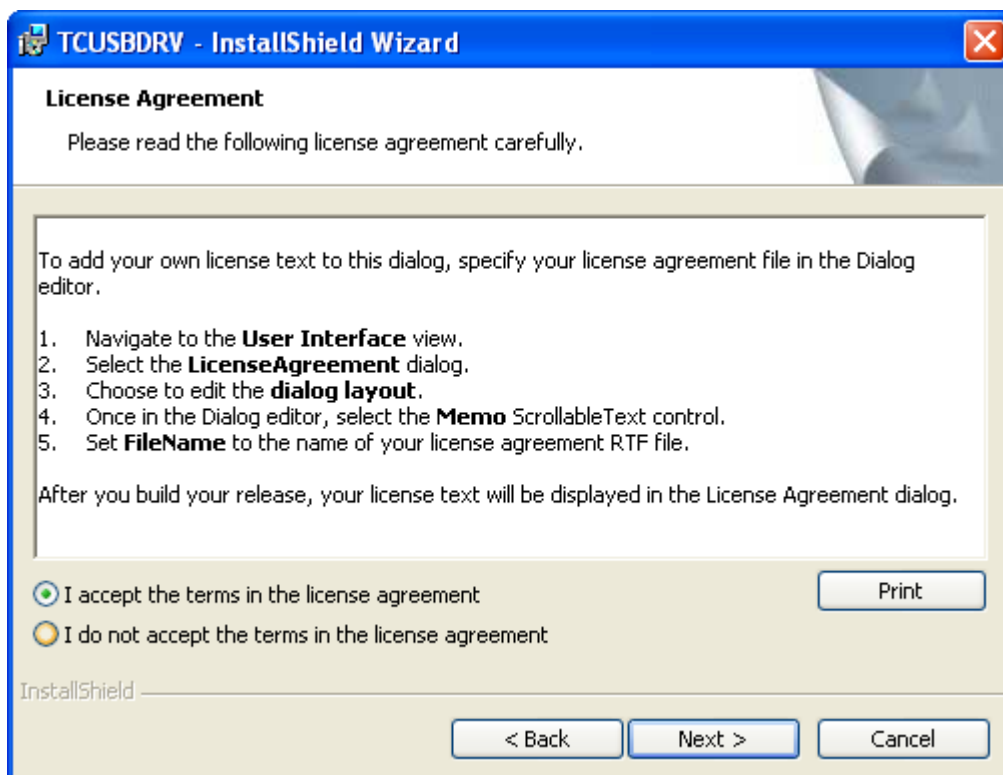 TCUSBDRV - InstallShield Wizard
License Agreement
Please read the following license agreement carefully.
To add your own license text to this dialog, specify your license agreement file in the Dialog
editor.
1. Navigate to the User Interface view.
2. Select the LicenseAgreement dialog.
3. Choose to edit the dialog layout.
4. Once in the Dialog editor, select the Memo ScrollableText control.
5. Set FileName to the name of your license agreement RTF file.
After you build your release, your license text will be displayed in the License Agreement dialog.
I accept the terms in the license agreement
Print
I do not accept the terms in the license agreement
InstallShield
< Back
Next >
Cancel